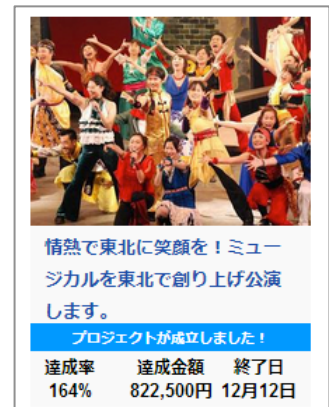 情熱で東北に笑顔を！ミュー
ジカルを東北で創り上げ公演
します。
プロジェクトが成立しました！
達成率 達成金額 終了日
164% 822,500円 12月12日